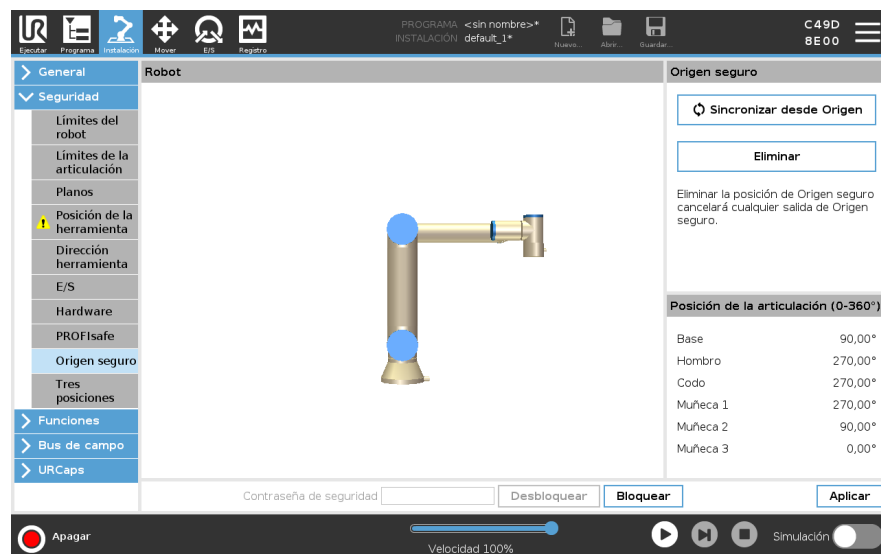 PROGRAMA <sin nombre>*
INSTALACIÓN default_1*
C49D
8E00
Ejecutar
Programa
Instalación
Mover
E/S
Registro
Nuevo...
Abrir...
Guardar...
General
Seguridad
Límites del
robot
Límites de la
articulación
Planos
Posición de la
herramienta
Dirección
herramienta
E/S
Hardware
PROFIsafe
Origen seguro
Tres
posiciones
Funciones
Bus de campo
URCaps
Robot
Origen seguro
Sincronizar desde Origen
Eliminar
Eliminar la posición de Origen seguro
cancelará cualquier salida de Origen
seguro.
Posición de la articulación (0-360°)
Base 90,00°
Hombro 270,00°
Codo 270,00°
Muñeca 1 270,00°
Muñeca 2 90,00°
Muñeca 3 0,00°
Contraseña de seguridad
Desbloquear
Bloquear
Aplicar
Apagar
Velocidad 100%
Simulación